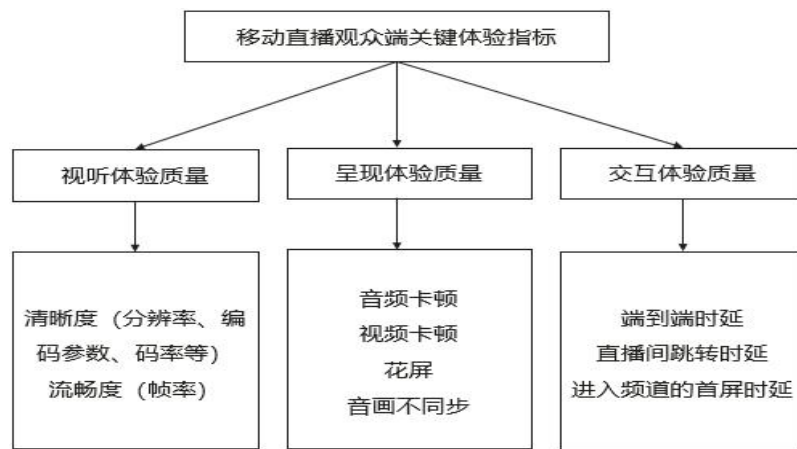 移动直播观众端关键体验指标
视听体验质量
呈现体验质量
交互体验质量
清晰度（分辨率、编
码参数、码率等）
流畅度（帧率）
音频卡顿
视频卡顿
花屏
音画不同步
端到端时延
直播间跳转时延
进入频道的首屏时延